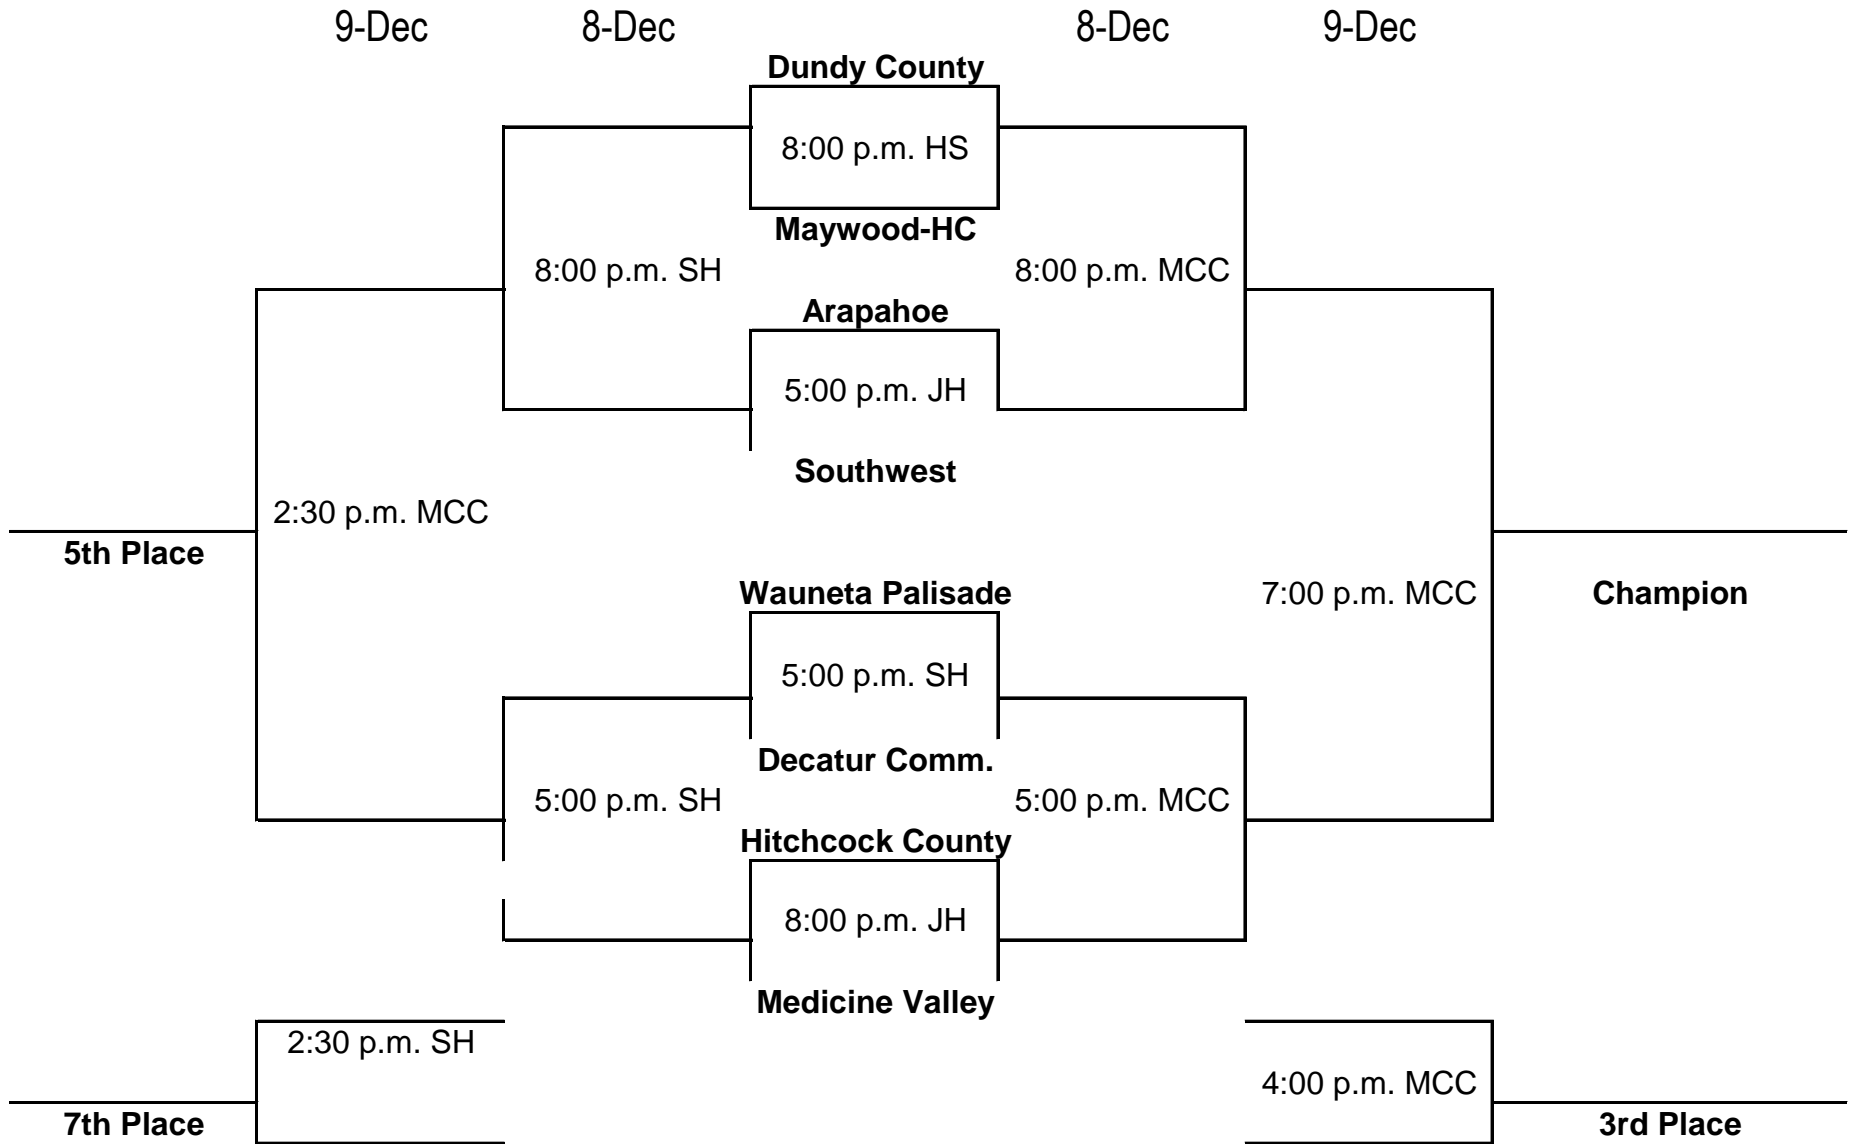 9-Dec 8-Dec 8-Dec 9-Dec
Dundy County
8:00 p.m. HS
Maywood-HC
8:00 p.m. SH 8:00 p.m. MCC
Arapahoe
5:00 p.m. JH
Southwest
2:30 p.m. MCC
5th Place
Wauneta Palisade 7:00 p.m. MCC Champion
5:00 p.m. SH
Decatur Comm.
5:00 p.m. SH 5:00 p.m. MCC
Hitchcock County
8:00 p.m. JH
Medicine Valley
2:30 p.m. SH
4:00 p.m. MCC
7th Place 3rd Place